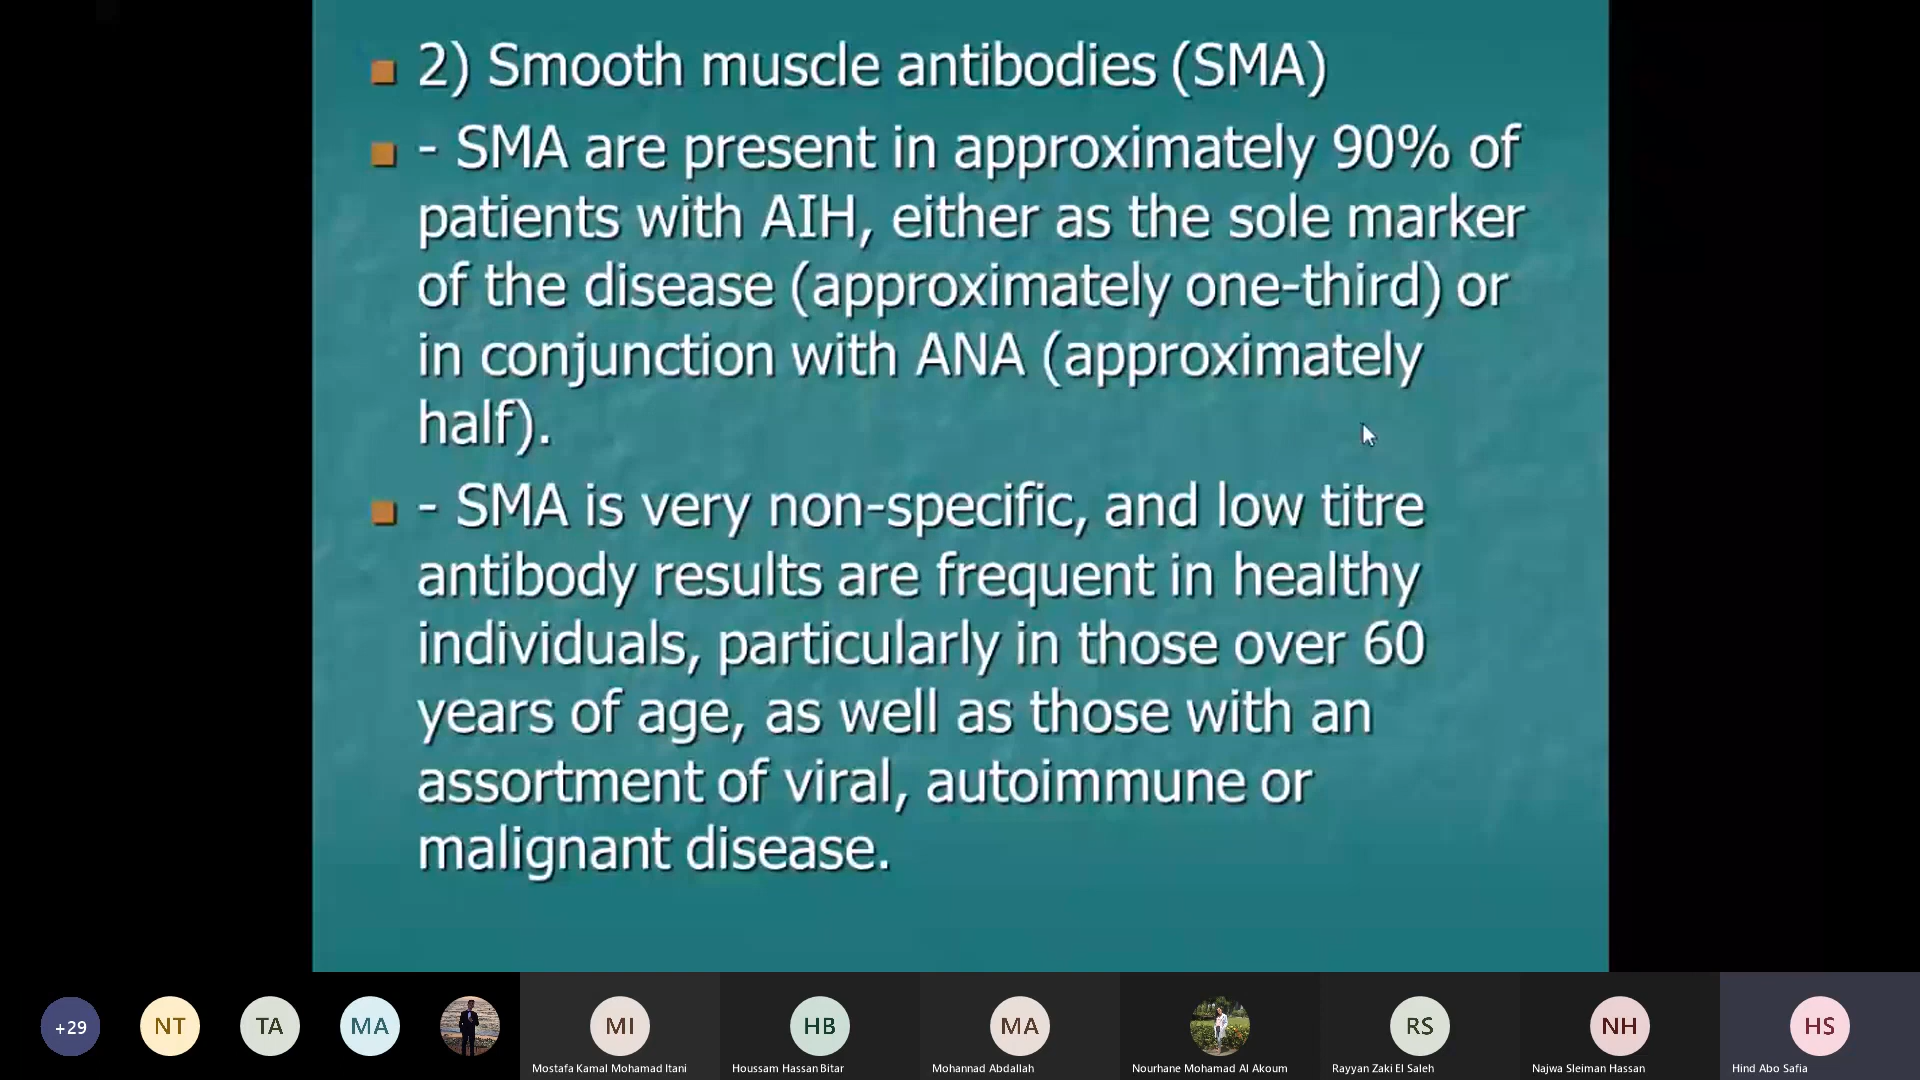 2) Smooth muscle antibodies (SMA)
- SMA are present in approximately 90% of
patients with AIH, either as the sole marker
of the disease (approximately one-third) or
in conjunction with ANA (approximately
half).
- SMA is very non-specific, and low titre
antibody results are frequent in healthy
individuals, particularly in those over 60
years of age, as well as those with an
assortment of viral, autoimmune or
malignant disease.
+29
NT
TA
MA
MI
HB
MA
RS
NH
HS
Mostafa Kamal Mohamad Itani
Houssam Hassan Bitar
Mohannad Abdallah
Nourhane Mohamad Al Akoum
Rayyan Zaki El Saleh
Najwa Sleiman Hassan
Hind Abo Safia